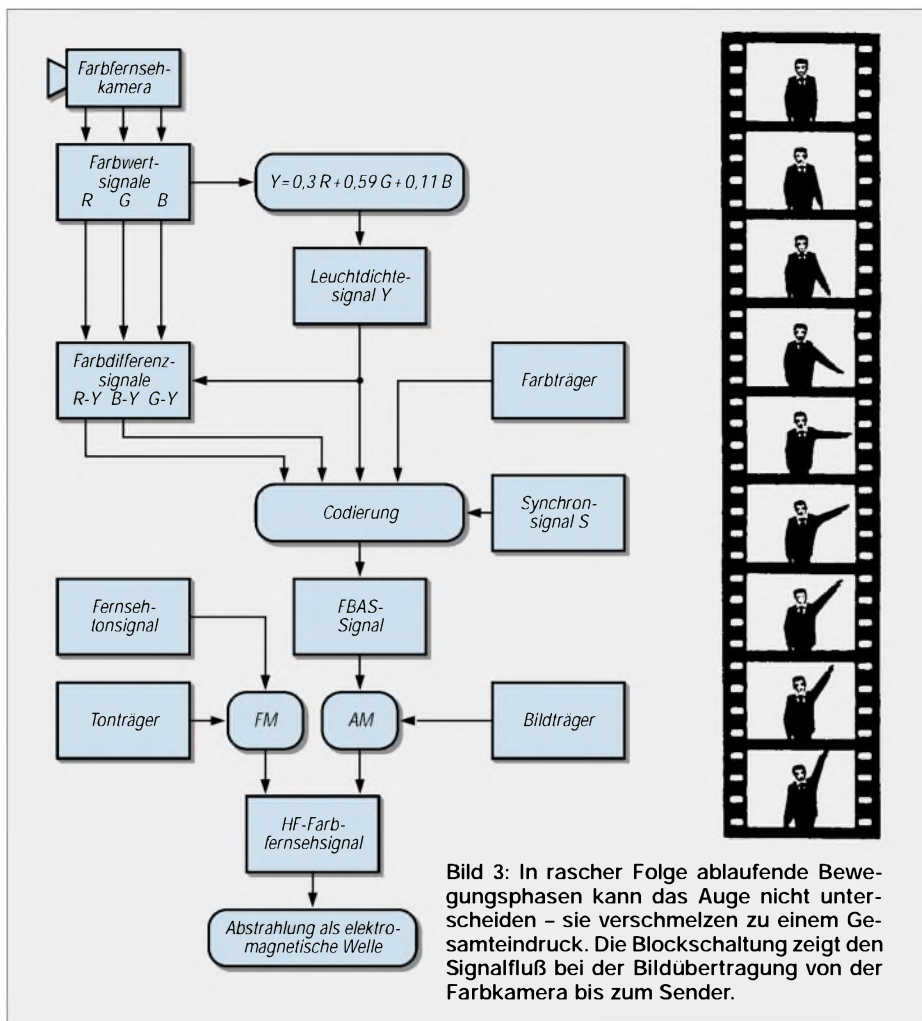 Farbfernseh-
kamera
Farbwert-
signale
R G B
Y = 0,3 R + 0,59 G + 0,11 B
Leuchtdichte-
signal Y
Farbdifferenz-
signale
R-Y B-Y G-Y
Farbträger
Codierung
Synchron-
signal S
Fernseh-
tonsignal
FBAS-
Signal
Tonträger
FM
AM
Bildträger
HF-Farb-
fernsehsignal
Abstrahlung als elektro-
magnetische Welle
Bild 3: In rascher Folge ablaufende Bewe-
gungsphasen kann das Auge nicht unter-
scheiden – sie verschmelzen zu einem Ge-
samteindruck. Die Blockschaltung zeigt den
Signalfluß bei der Bildübertragung von der
Farbkamera bis zum Sender.